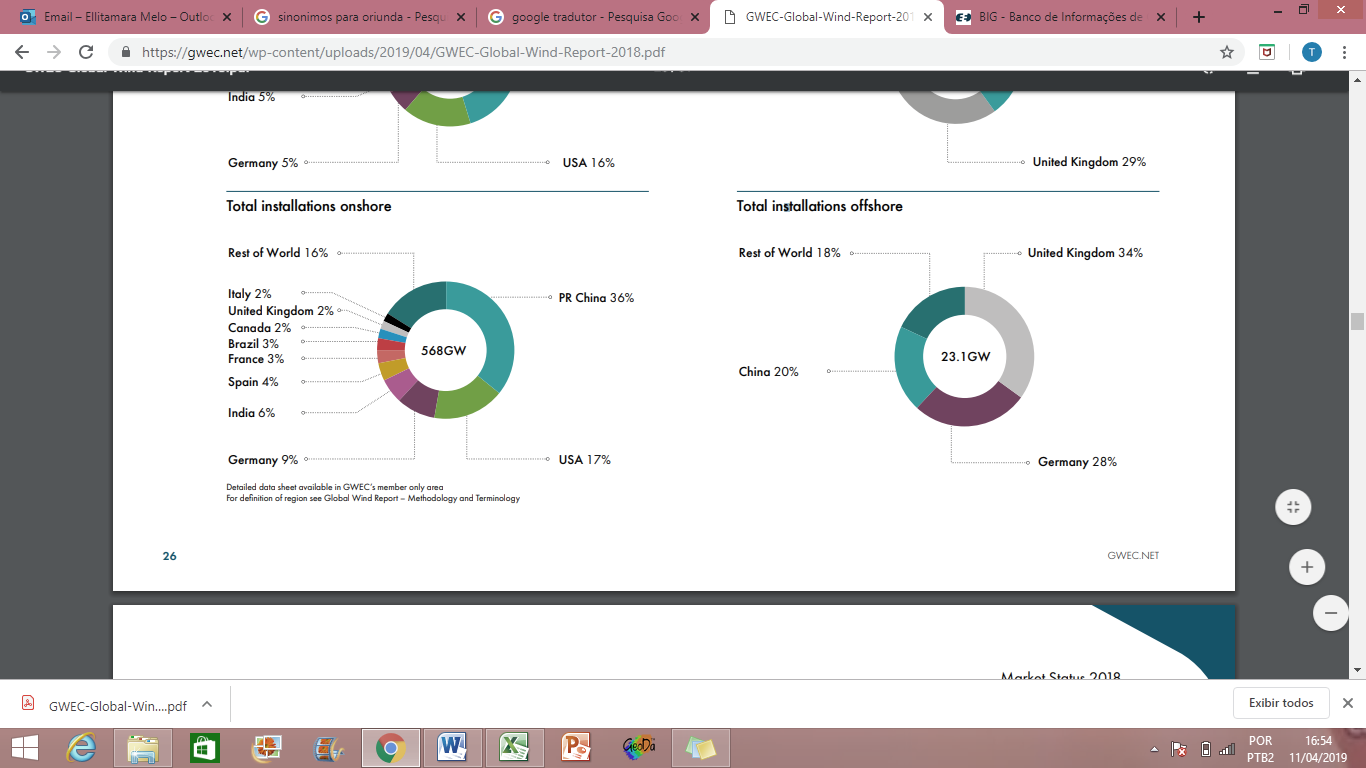 Email – Ellitamara Melo – Outloo
sinonimos para oriunda - Pesqu
google tradutor - Pesquisa Goo
GWEC-Global-Wind-Report-201
BIG - Banco de Informações de
https://gwec.net/wp-content/uploads/2019/04/GWEC-Global-Wind-Report-2018.pdf
T
India 5%
Germany 5%
USA 16%
United Kingdom 29%
Total installations onshore
Total installations offshore
Rest of World 16%
Italy 2%
United Kingdom 2%
Canada 2%
Brazil 3%
France 3%
Spain 4%
India 6%
Germany 9%
PR China 36%
568GW
USA 17%
Rest of World 18%
United Kingdom 34%
China 20%
23.1GW
Germany 28%
Detailed data sheet available in GWEC's member only area
For definition of region see Global Wind Report – Methodology and Terminology
26
GWEC.NET
Market Status 2018
GWEC-Global-Win....pdf
Exibir todos
GeoDa
POR
PTB2
16:54
11/04/2019